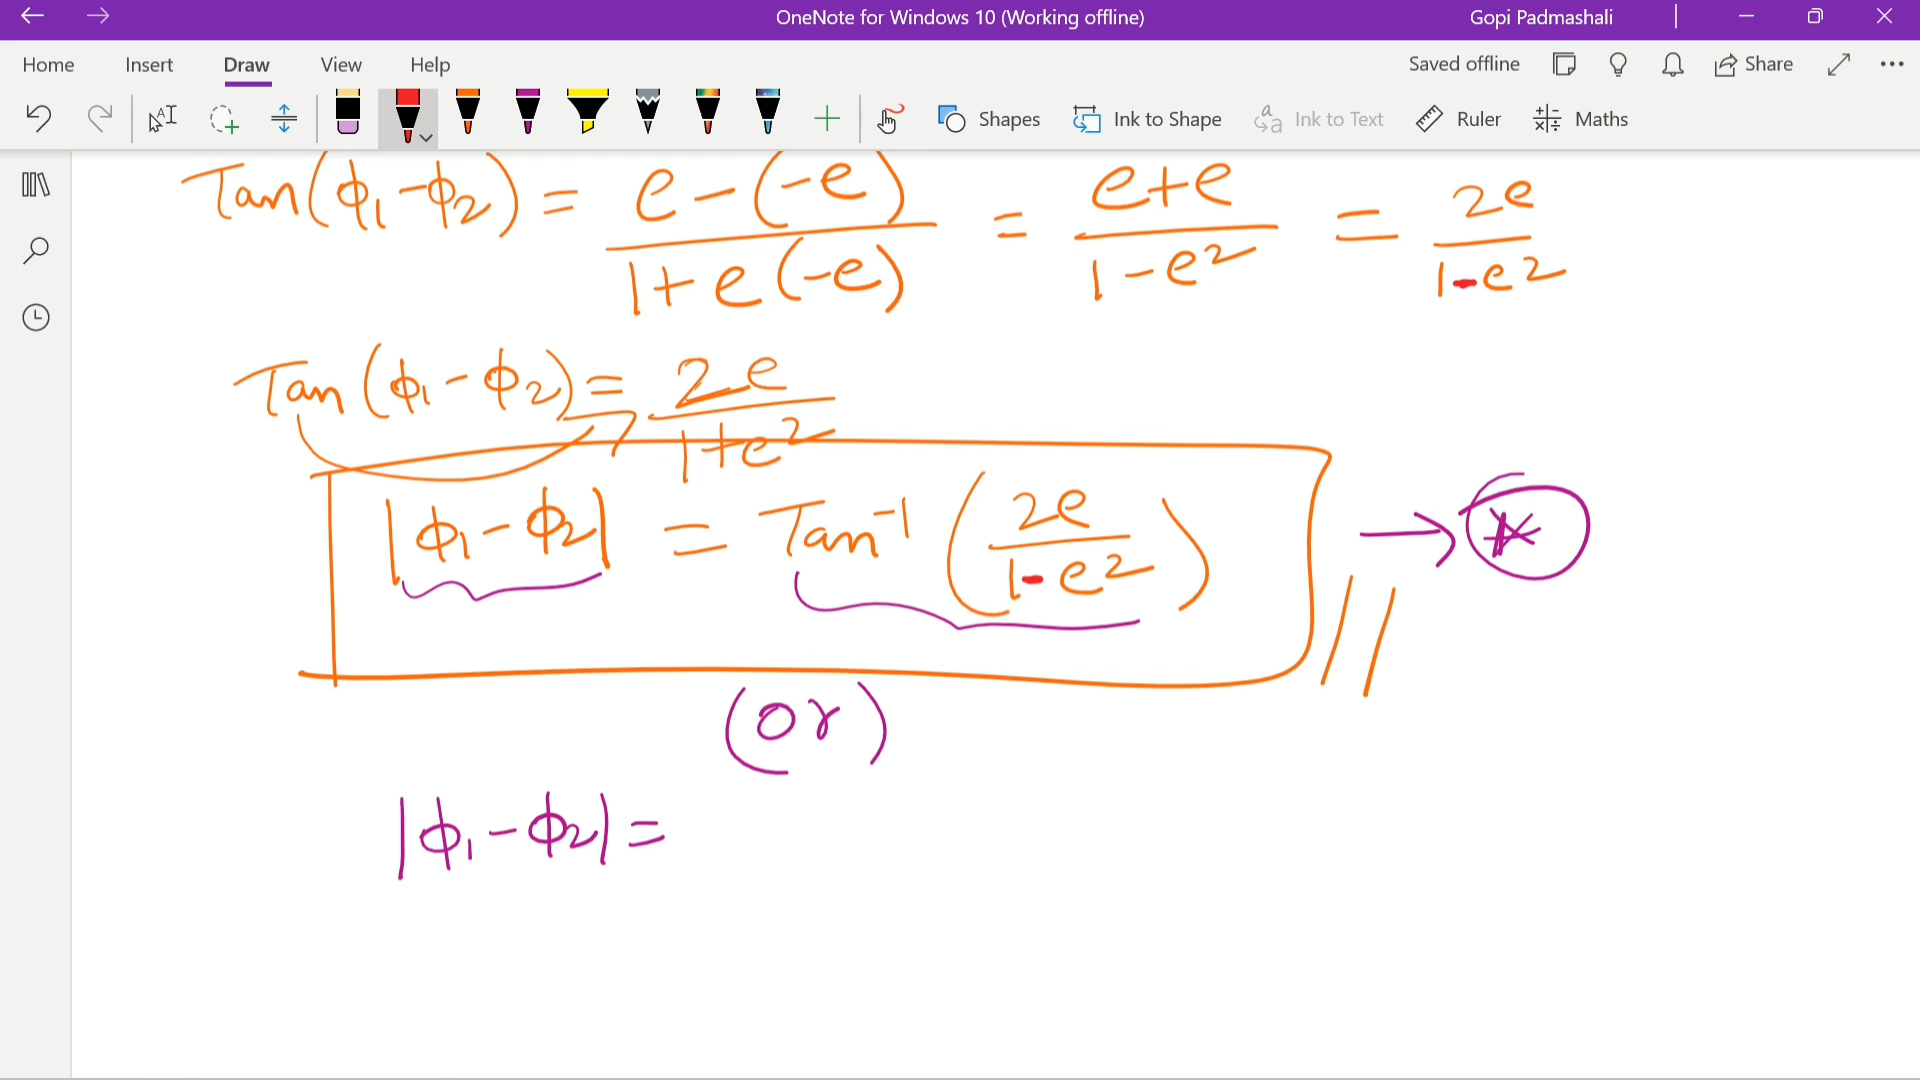 OneNote for Windows 10 (Working offline) Gopi Padmashali
Home Insert Draw View Help Saved offline Share
Shapes Ink to Shape Ink to Text Ruler Maths
Tan(ϕ₁-ϕ₂) = e-(-e) / 1+e(-e) = e+e / 1-e² = 2e / 1-e²
Tan(ϕ₁-ϕ₂) = 2e / 1+e²
|ϕ₁-ϕ₂| = Tan⁻¹(2e / 1-e²) → *
(or)
|ϕ₁-ϕ₂| =